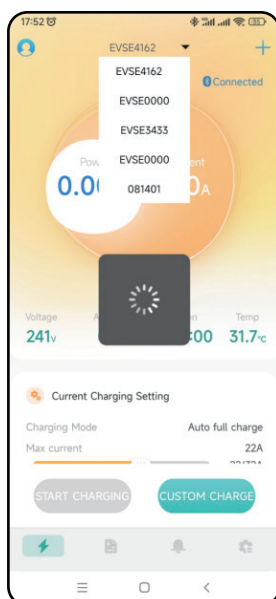 17:52
EVSE4162
EVSE4162
Connected
EVSE0000
EVSE3433
EVSE0000
081401
Pow
ent
0.0
A
Voltage
on
Temp
241v
:00
31.7℃
Current Charging Setting
Charging Mode
Auto full charge
Max current
22A
START CHARGING
CUSTOM CHARGE